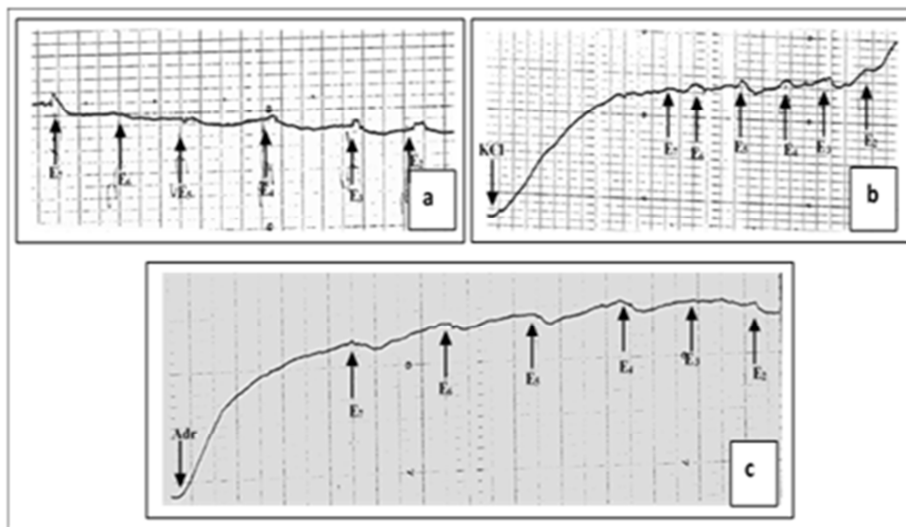 E₇ E₆ E₅ E₄ E₃ E₂
a
KCl
E₇ E₆ E₅ E₄ E₃ E₂
b
Adr
E₇ E₆ E₅ E₄ E₃ E₂
c